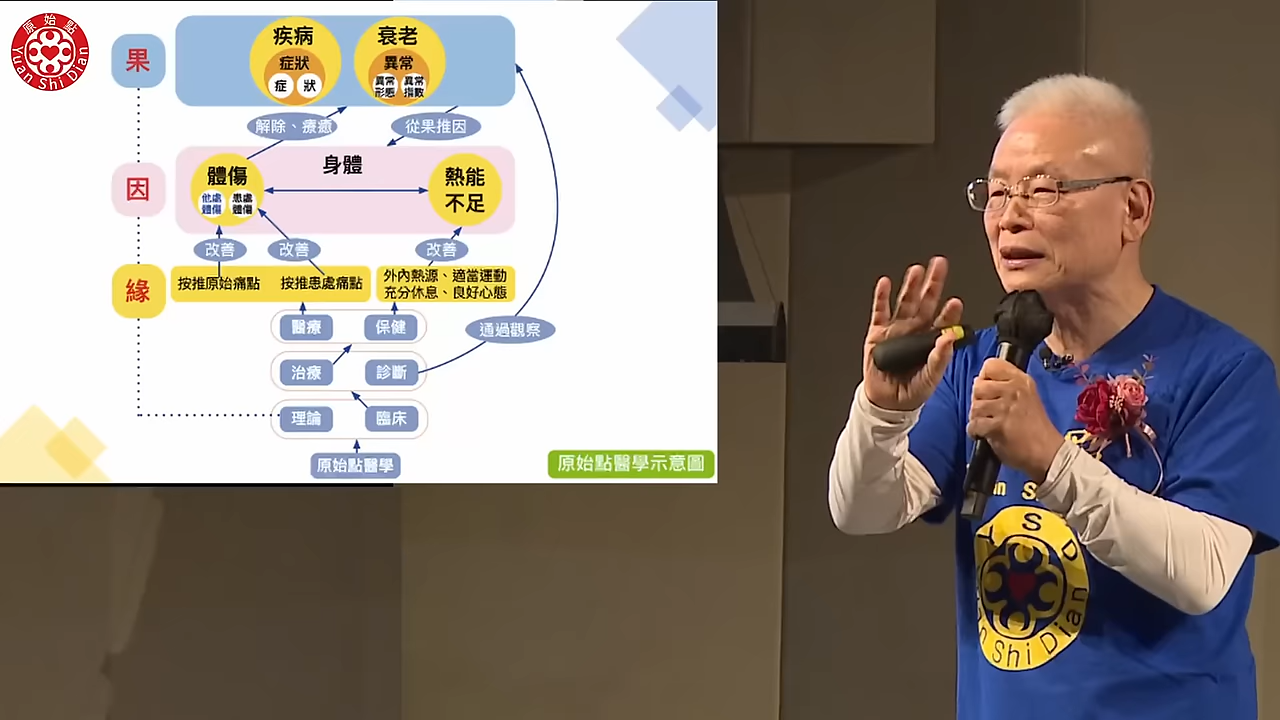 原始點
Yuan Shi Dian
果
疾病
症狀
症 狀
衰老
異常
異常形態
異常指數
解除、療癒
從果推因
因
身體
體傷
他處體傷
患處體傷
熱能不足
改善
改善
改善
緣
按推原始痛點
按推患處痛點
外內熱源、適當運動
充分休息、良好心態
醫療
保健
通過觀察
治療
診斷
理論
臨床
原始點醫學
原始點醫學示意圖
Y S D
Yuan Shi Dian